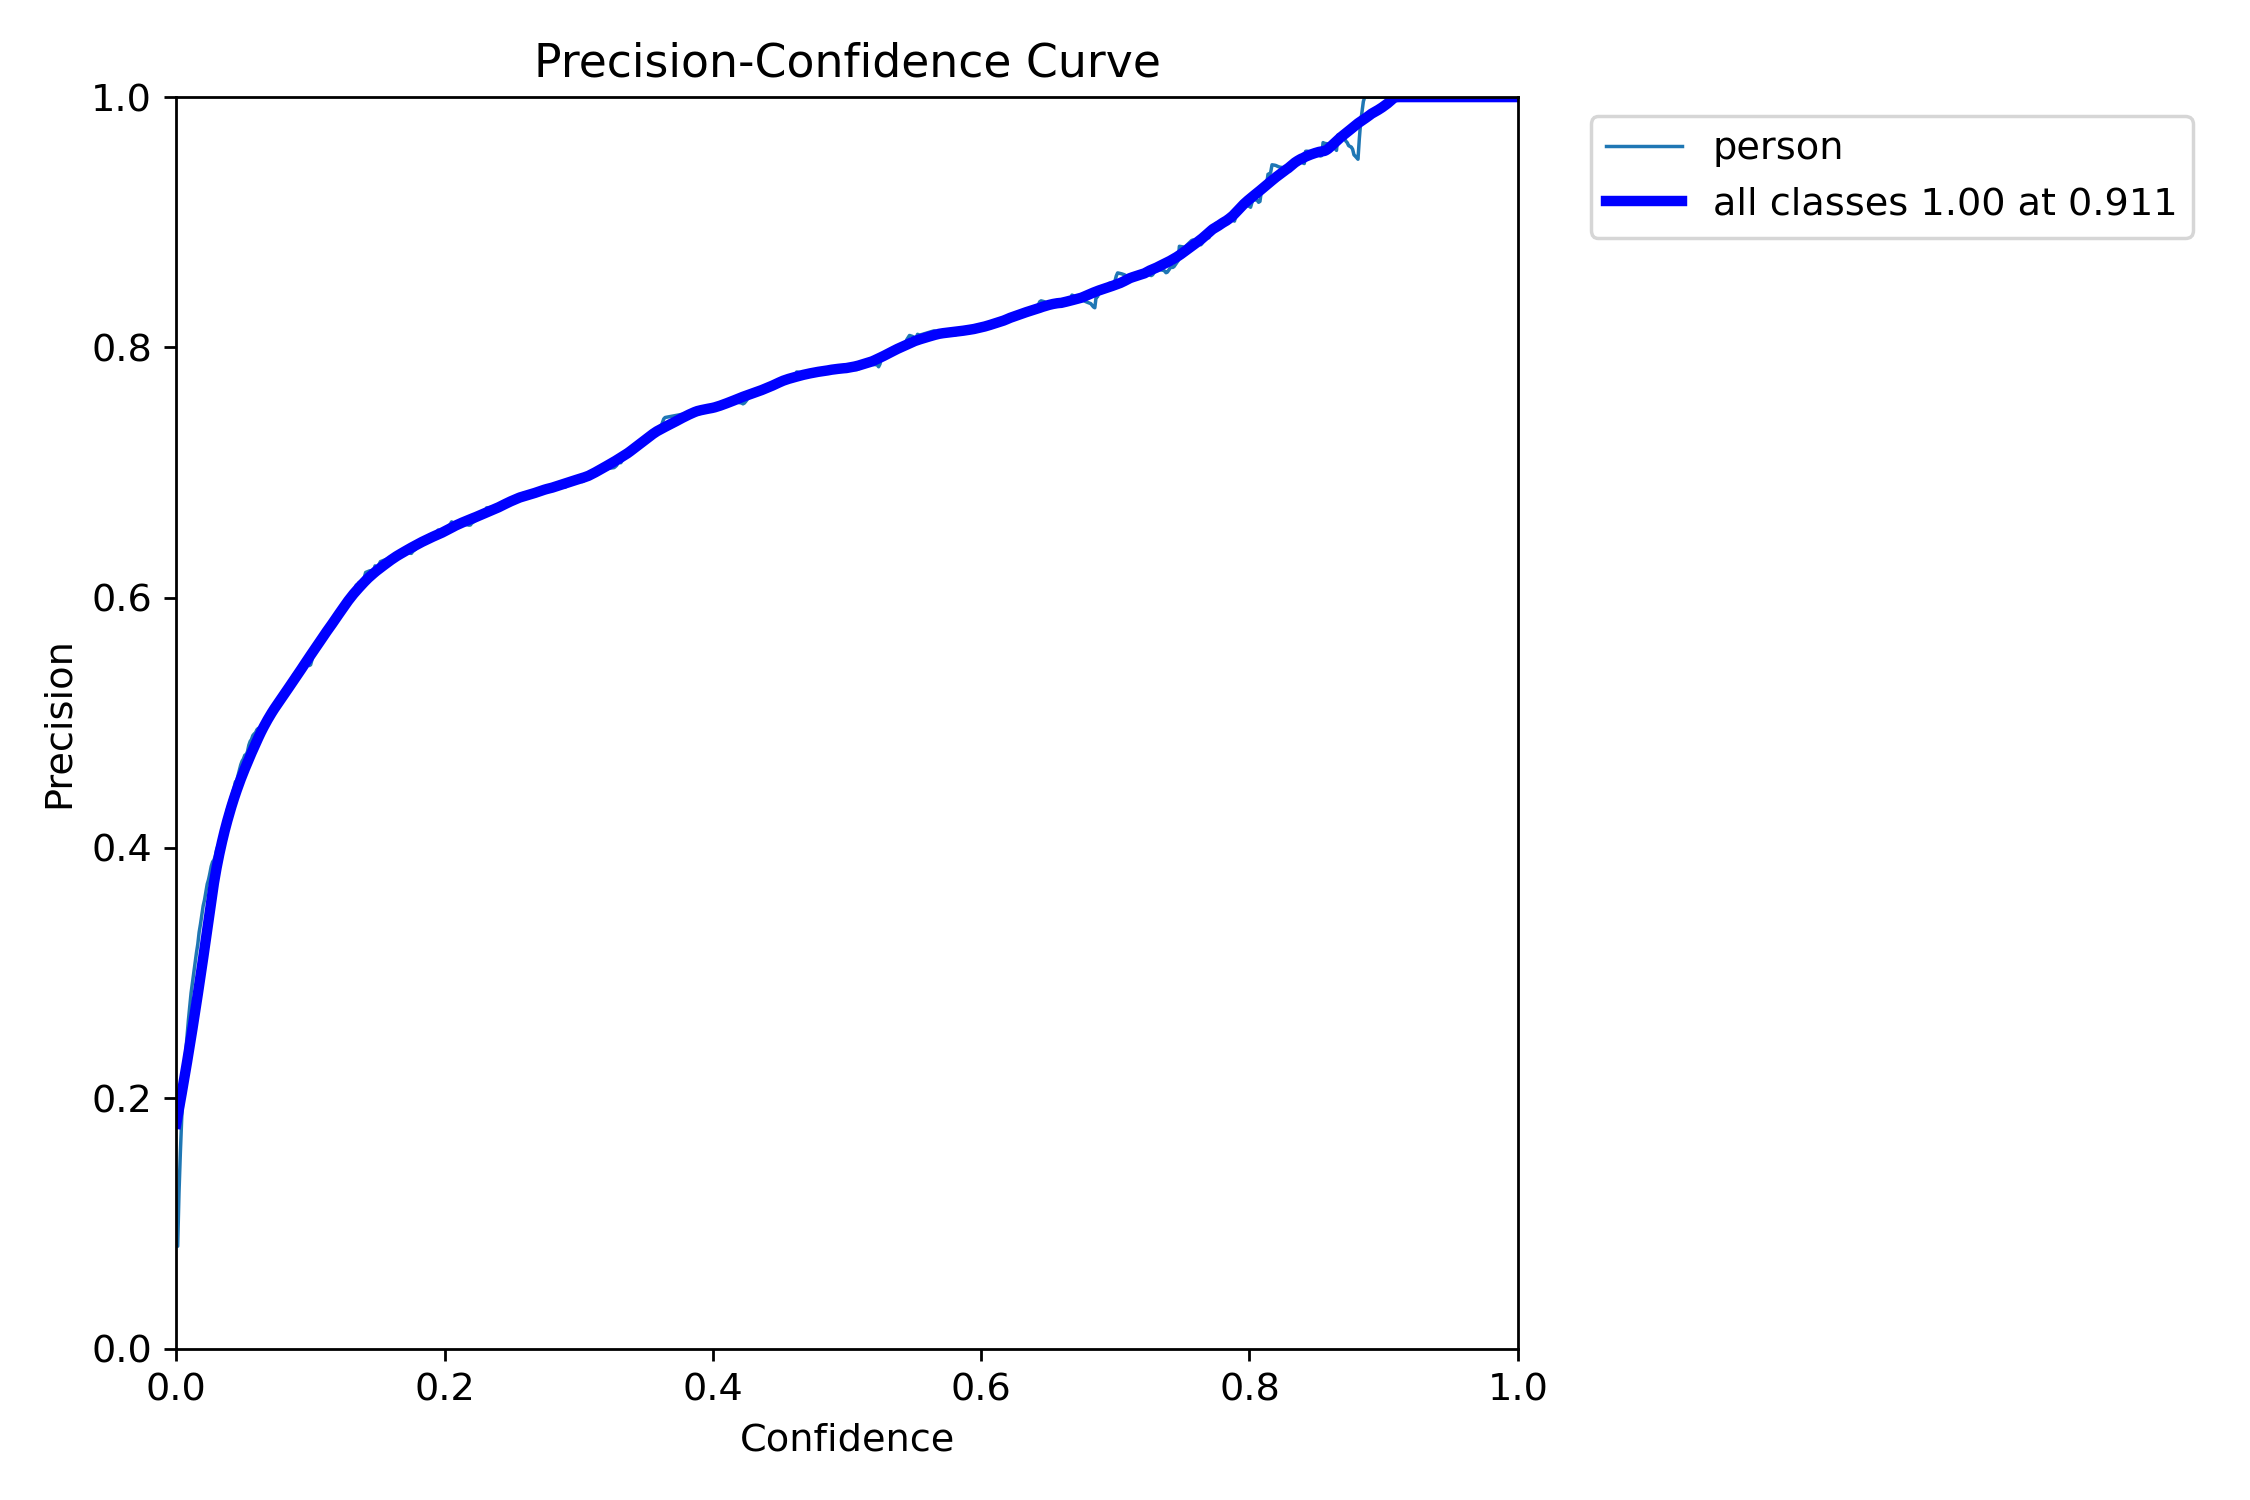 Precision-Confidence Curve
1.0
0.8
0.6
0.4
0.2
0.0
Precision
0.0 0.2 0.4 0.6 0.8 1.0
Confidence
person
all classes 1.00 at 0.911